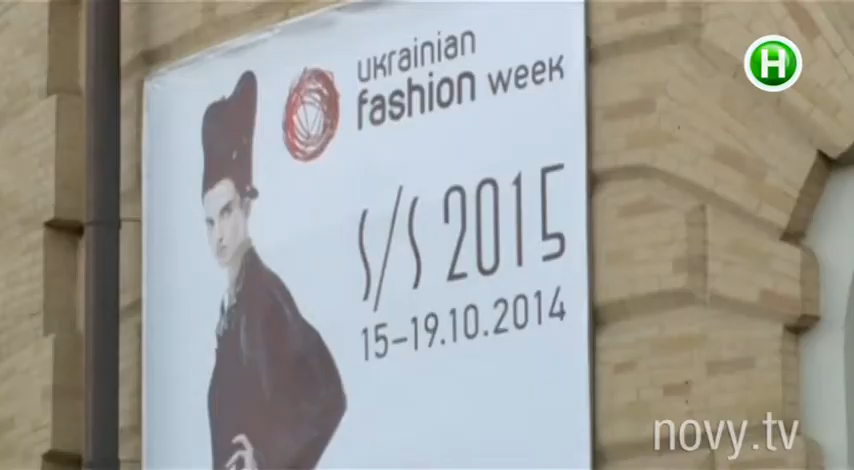 ukrainian
fashion week
S/S 2015
15–19.10.2014
Н
novy.tv